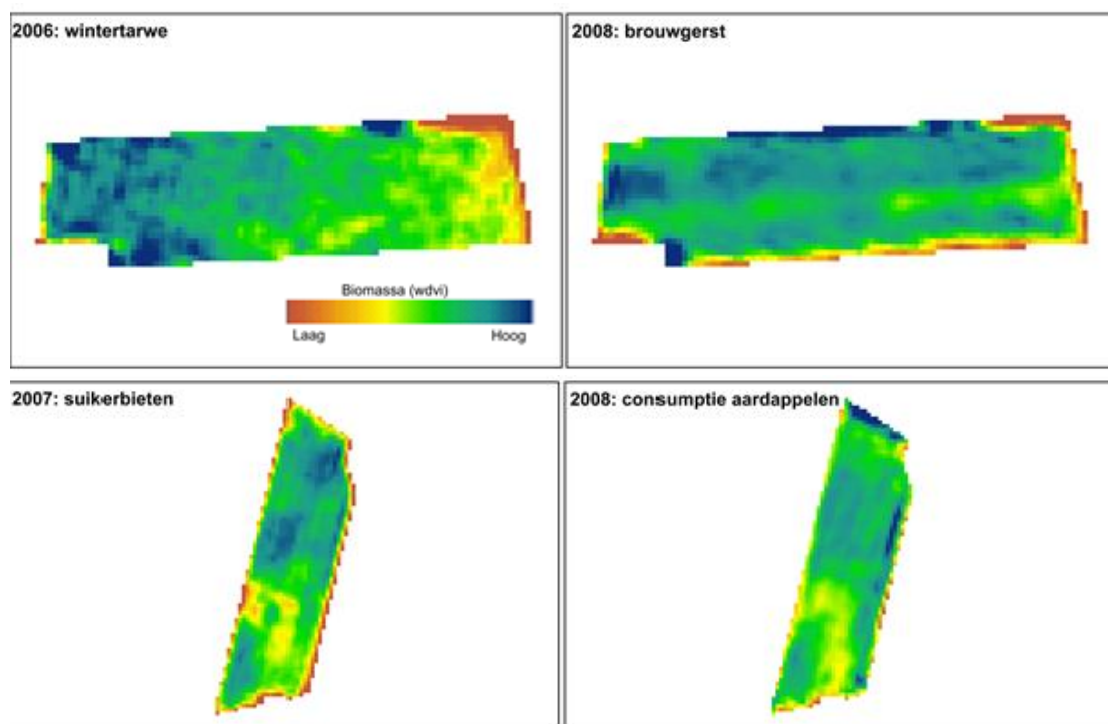 2006: wintertarwe
2008: brouwgerst
Biomassa (wdvi)
Laag
Hoog
2007: suikerbieten
2008: consumptie aardappelen